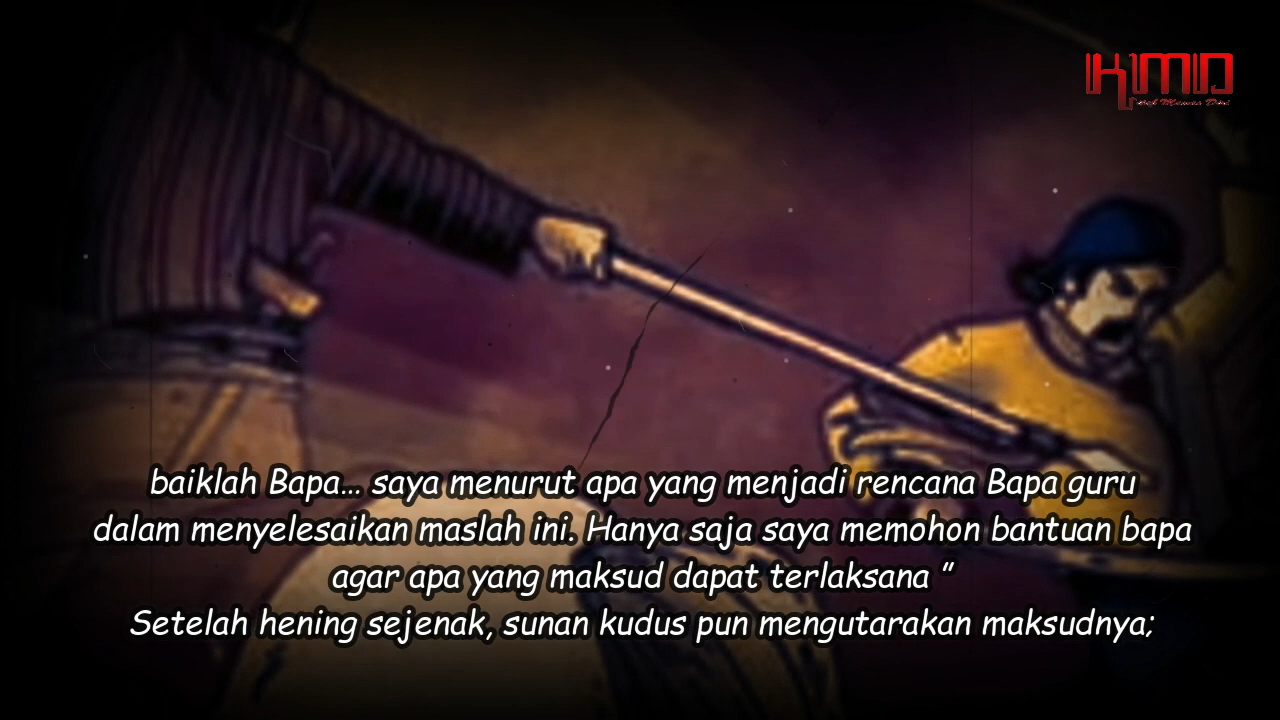 KMD
baiklah Bapa... saya menurut apa yang menjadi rencana Bapa guru
dalam menyelesaikan maslah ini. Hanya saja saya memohon bantuan bapa
agar apa yang maksud dapat terlaksana ”
Setelah hening sejenak, sunan kudus pun mengutarakan maksudnya;